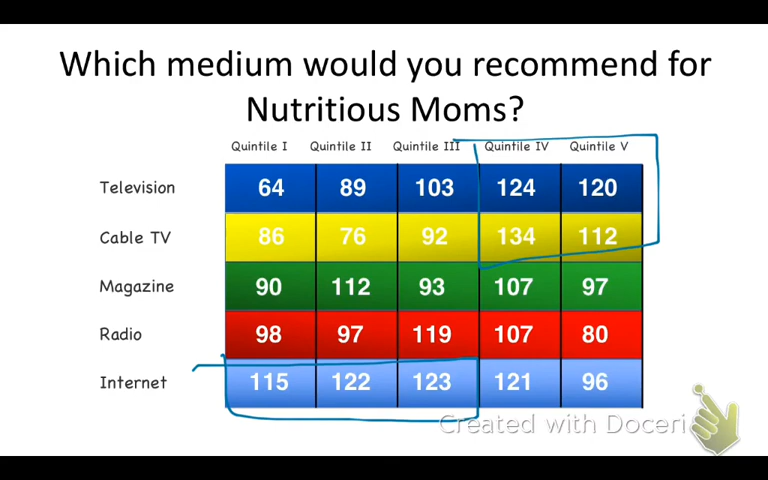 Which medium would you recommend for
Nutritious Moms?
Quintile I Quintile II Quintile III Quintile IV Quintile V
Television 64 89 103 124 120
Cable TV 86 76 92 134 112
Magazine 90 112 93 107 97
Radio 98 97 119 107 80
Internet 115 122 123 121 96
Created with Doceri